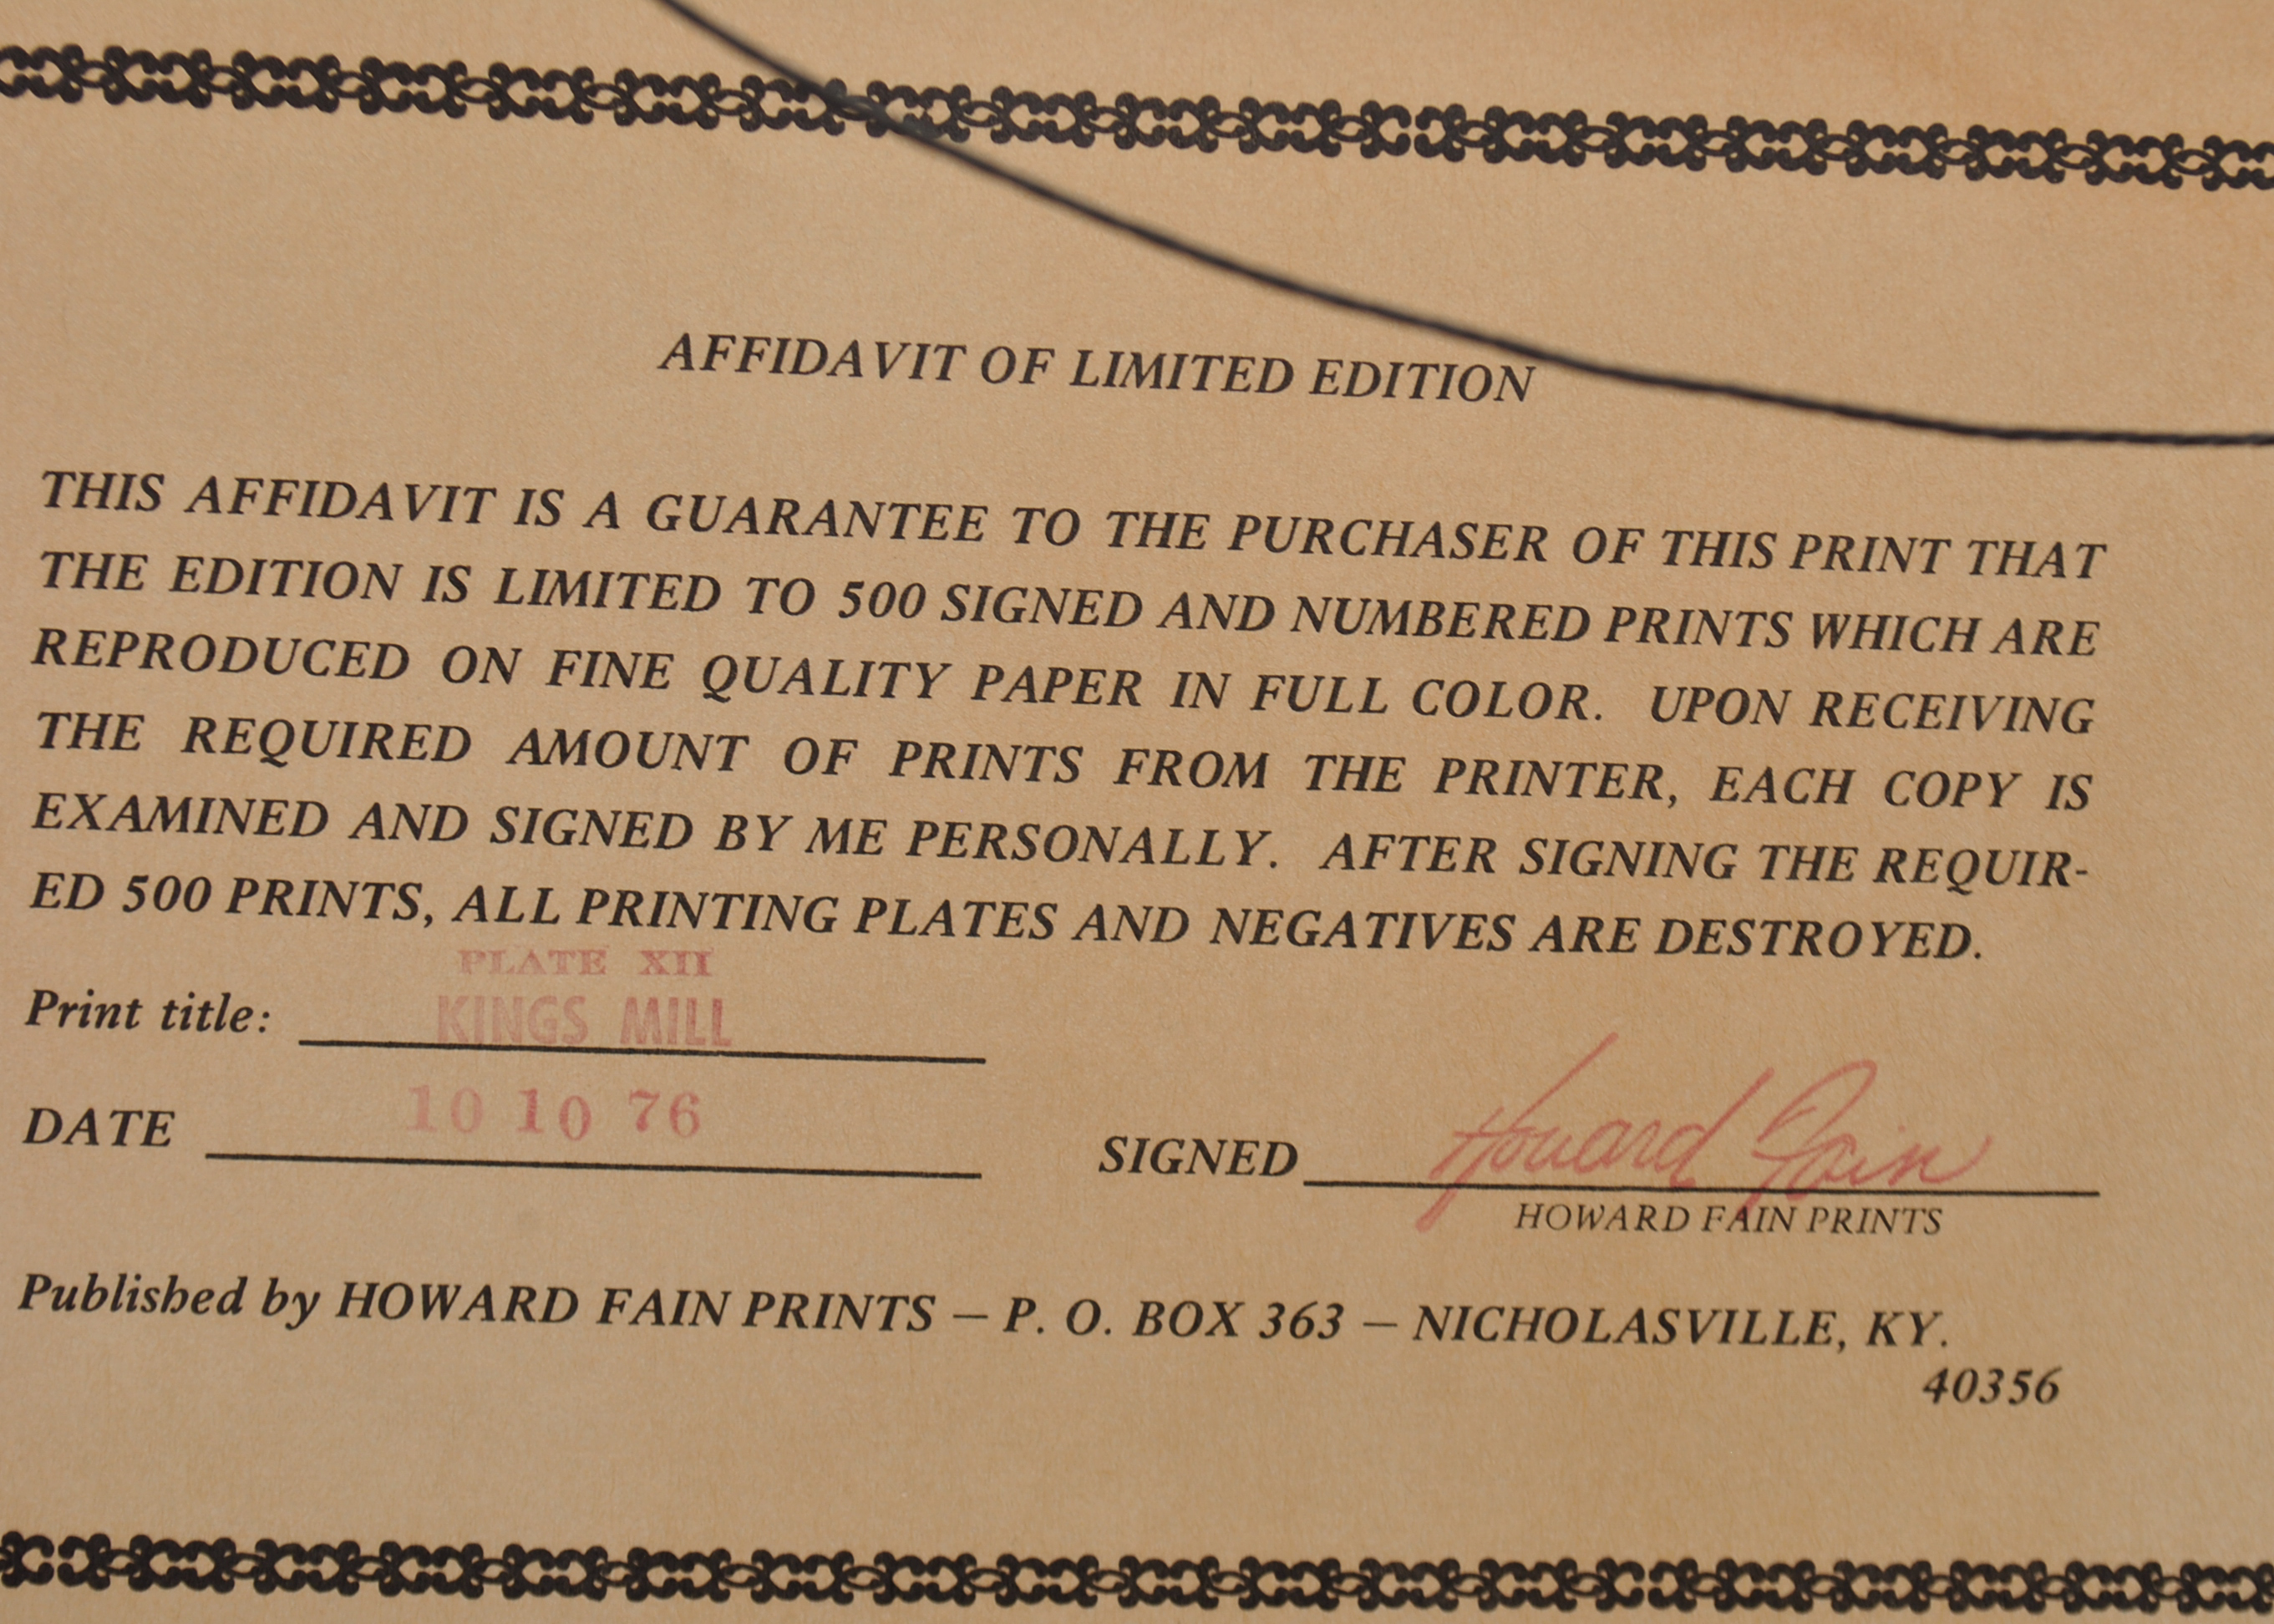 AFFIDAVIT OF LIMITED EDITION
THIS AFFIDAVIT IS A GUARANTEE TO THE PURCHASER OF THIS PRINT THAT
THE EDITION IS LIMITED TO 500 SIGNED AND NUMBERED PRINTS WHICH ARE
REPRODUCED ON FINE QUALITY PAPER IN FULL COLOR. UPON RECEIVING
THE REQUIRED AMOUNT OF PRINTS FROM THE PRINTER, EACH COPY IS
EXAMINED AND SIGNED BY ME PERSONALLY. AFTER SIGNING THE REQUIR-
ED 500 PRINTS, ALL PRINTING PLATES AND NEGATIVES ARE DESTROYED.
PLATE XII
Print title: KINGS MILL
DATE 10 10 76
SIGNED Howard Fain
HOWARD FAIN PRINTS
Published by HOWARD FAIN PRINTS – P. O. BOX 363 – NICHOLASVILLE, KY.
40356